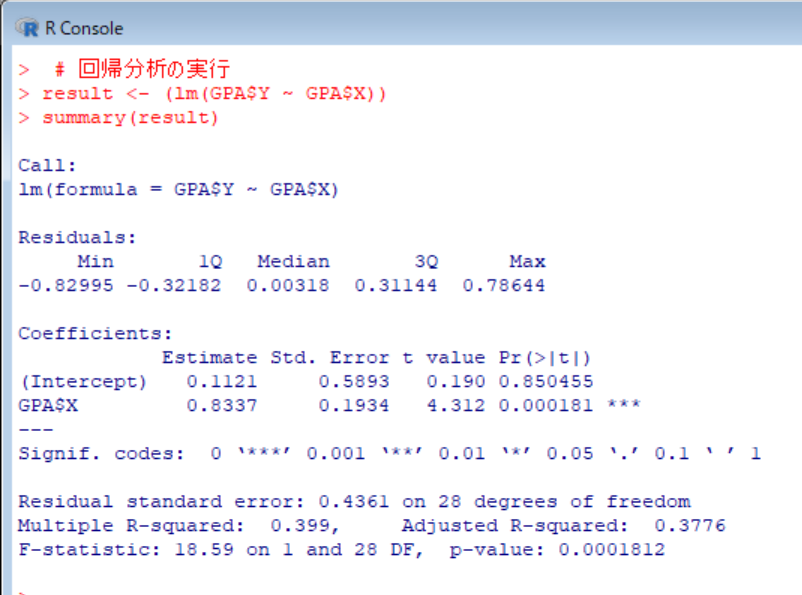 R Console
> # 回帰分析の実行
> result <- (lm(GPA$Y ~ GPA$X))
> summary(result)
Call:
lm(formula = GPA$Y ~ GPA$X)
Residuals:
     Min       1Q   Median       3Q      Max
-0.82995 -0.32182  0.00318  0.31144  0.78644
Coefficients:
            Estimate Std. Error t value Pr(>|t|)
(Intercept)   0.1121     0.5893   0.190 0.850455
GPA$X         0.8337     0.1934   4.312 0.000181 ***
---
Signif. codes:  0 ‘***’ 0.001 ‘**’ 0.01 ‘*’ 0.05 ‘.’ 0.1 ‘ ’ 1
Residual standard error: 0.4361 on 28 degrees of freedom
Multiple R-squared:  0.399,     Adjusted R-squared:  0.3776
F-statistic: 18.59 on 1 and 28 DF,  p-value: 0.0001812
>